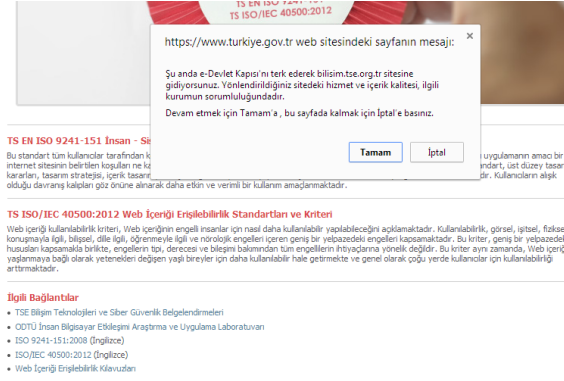 TS EN ISO 9241-151
TS ISO/IEC 40500:2012
https://www.turkiye.gov.tr web sitesindeki sayfanın mesajı:
×
Şu anda e-Devlet Kapısı'nı terk ederek bilisim.tse.org.tr sitesine
gidiyorsunuz. Yönlendirildiğiniz sitedeki hizmet ve içerik kalitesi, ilgili
kurumun sorumluluğundadır.
Devam etmek için Tamam'a , bu sayfada kalmak için İptal'e basınız.
Tamam İptal
TS EN ISO 9241-151 İnsan - Sis
Bu standart tüm kullanıcılar tarafından k uygulamanın amacı bir
internet sitesinin belirtilen koşulları ne ka andart, üst düzey tasar
kararları, tasarım stratejisi, içerik tasarım dır. Kullanıcıların alışık
olduğu davranış kalıpları göz önüne alınarak daha etkin ve verimli bir kullanım amaçlanmaktadır.
TS ISO/IEC 40500:2012 Web İçeriği Erişilebilirlik Standartları ve Kriteri
Web içeriği kullanılabilirlik kriteri, Web içeriğinin engelli insanlar için nasıl daha kullanılabilir yapılabileceğini açıklamaktadır. Kullanılabilirlik, görsel, işitsel, fizikse
konuşmayla ilgili, bilişsel, dille ilgili, öğrenmeyle ilgili ve nörolojik engelleri içeren geniş bir yelpazedeki engelleri kapsamaktadır. Bu kriter, geniş bir yelpazedek
hususları kapsamakla birlikte, engellerin tipi, derecesi ve bileşimi bakımından tüm engellilerin ihtiyaçlarına yönelik değildir. Bu kriter aynı zamanda, Web içeriğ
yaşlanmaya bağlı olarak yetenekleri değişen yaşlı bireyler için daha kullanılabilir hale getirmekte ve genel olarak çoğu yerde kullanıcılar için kullanılabilirliği
arttırmaktadır.
İlgili Bağlantılar
TSE Bilişim Teknolojileri ve Siber Güvenlik Belgelendirmeleri
ODTÜ İnsan Bilgisayar Etkileşimi Araştırma ve Uygulama Laboratuvarı
ISO 9241-151:2008 (İngilizce)
ISO/IEC 40500:2012 (İngilizce)
Web İçeriği Erişilebilirlik Kılavuzları